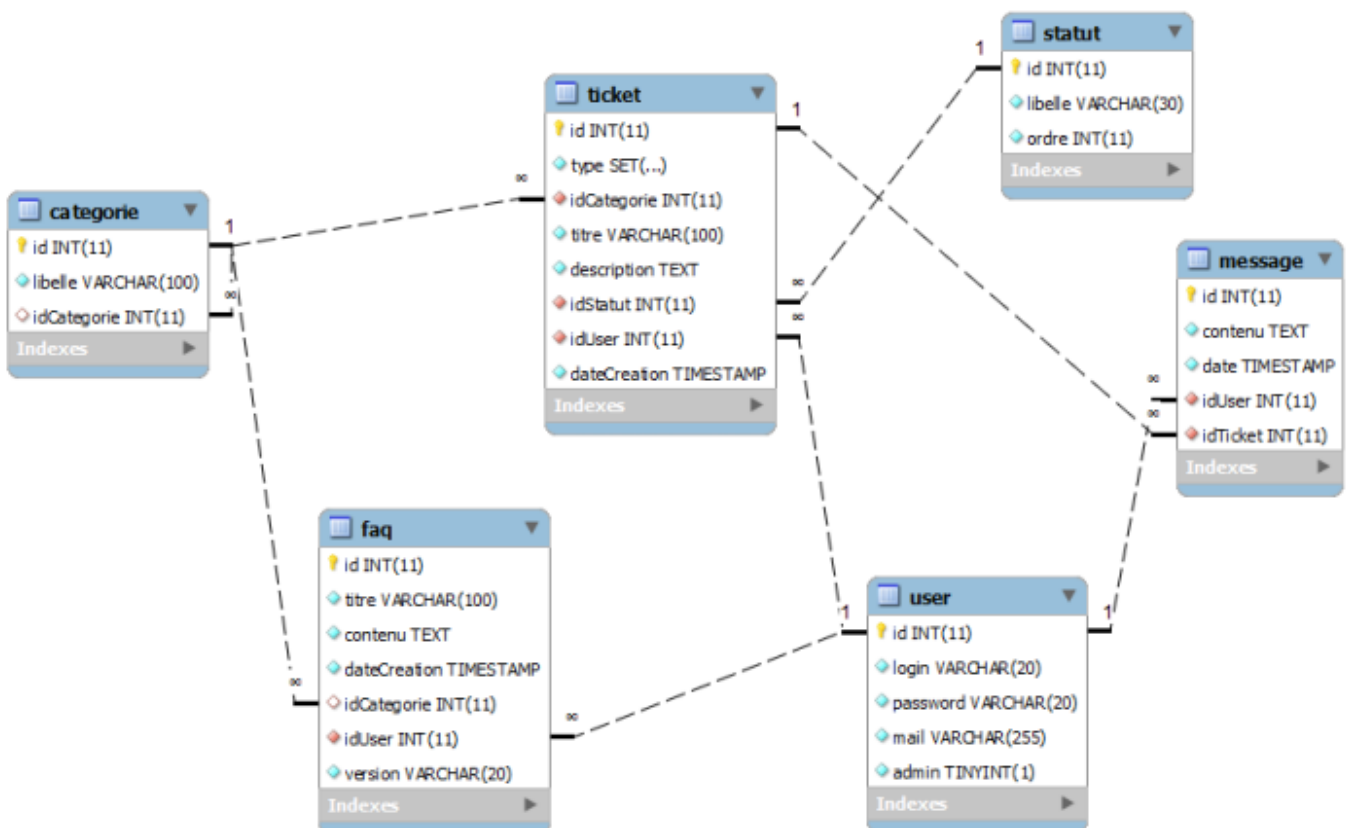 statut
1
id INT(11)
libelle VARCHAR(30)
ordre INT(11)
Indexes
ticket
1
id INT(11)
type SET(...)
∞
idCategorie INT(11)
titre VARCHAR(100)
description TEXT
∞
idStatut INT(11)
∞
idUser INT(11)
dateCreation TIMESTAMP
Indexes
categorie
1
id INT(11)
libelle VARCHAR(100)
∞
idCategorie INT(11)
Indexes
message
id INT(11)
contenu TEXT
date TIMESTAMP
∞
idUser INT(11)
∞
idTicket INT(11)
Indexes
faq
id INT(11)
titre VARCHAR(100)
contenu TEXT
dateCreation TIMESTAMP
∞
idCategorie INT(11)
∞
idUser INT(11)
version VARCHAR(20)
Indexes
user
1
1
id INT(11)
login VARCHAR(20)
password VARCHAR(20)
mail VARCHAR(255)
admin TINYINT(1)
Indexes